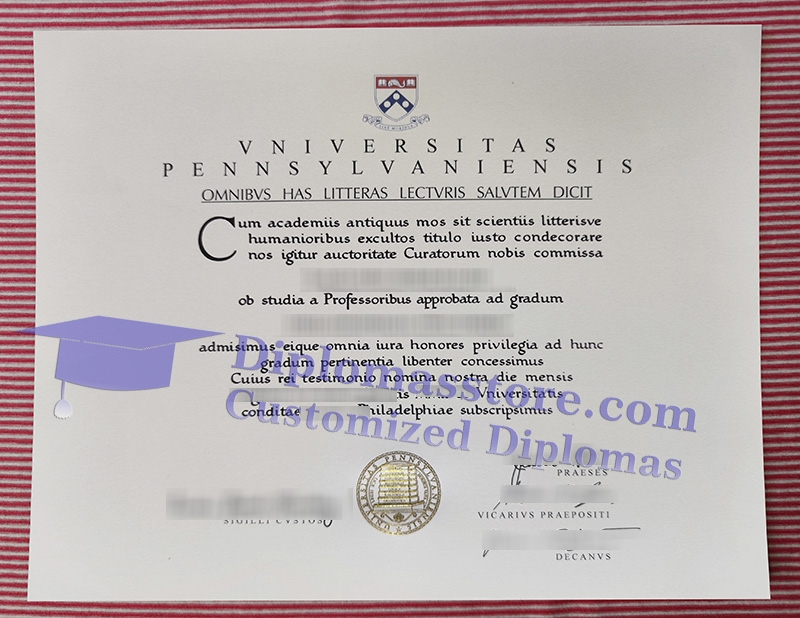 VNIVERSITAS
PENNSYLVANIENSIS
OMNIBVS HAS LITTERAS LECTVRIS SALVTEM DICIT
Cum academiis antiquus mos sit scientiis litterisve
humanioribus excultos titulo iusto condecorare
nos igitur auctoritate Curatorum nobis commissa
ob studia a Professoribus approbata ad gradum
admisimus eique omnia iura honores privilegia ad hunc
gradum pertinentia libenter concessimus
Cuius rei testimonio nomina nostra die mensis
Vniversitatis
conditae Philadelphiae subscripsimus
Diplomasstore.com
Customized Diplomas
PRAESES
VICARIVS PRAEPOSITI
SIGILLI CVSTOS
DECANVS